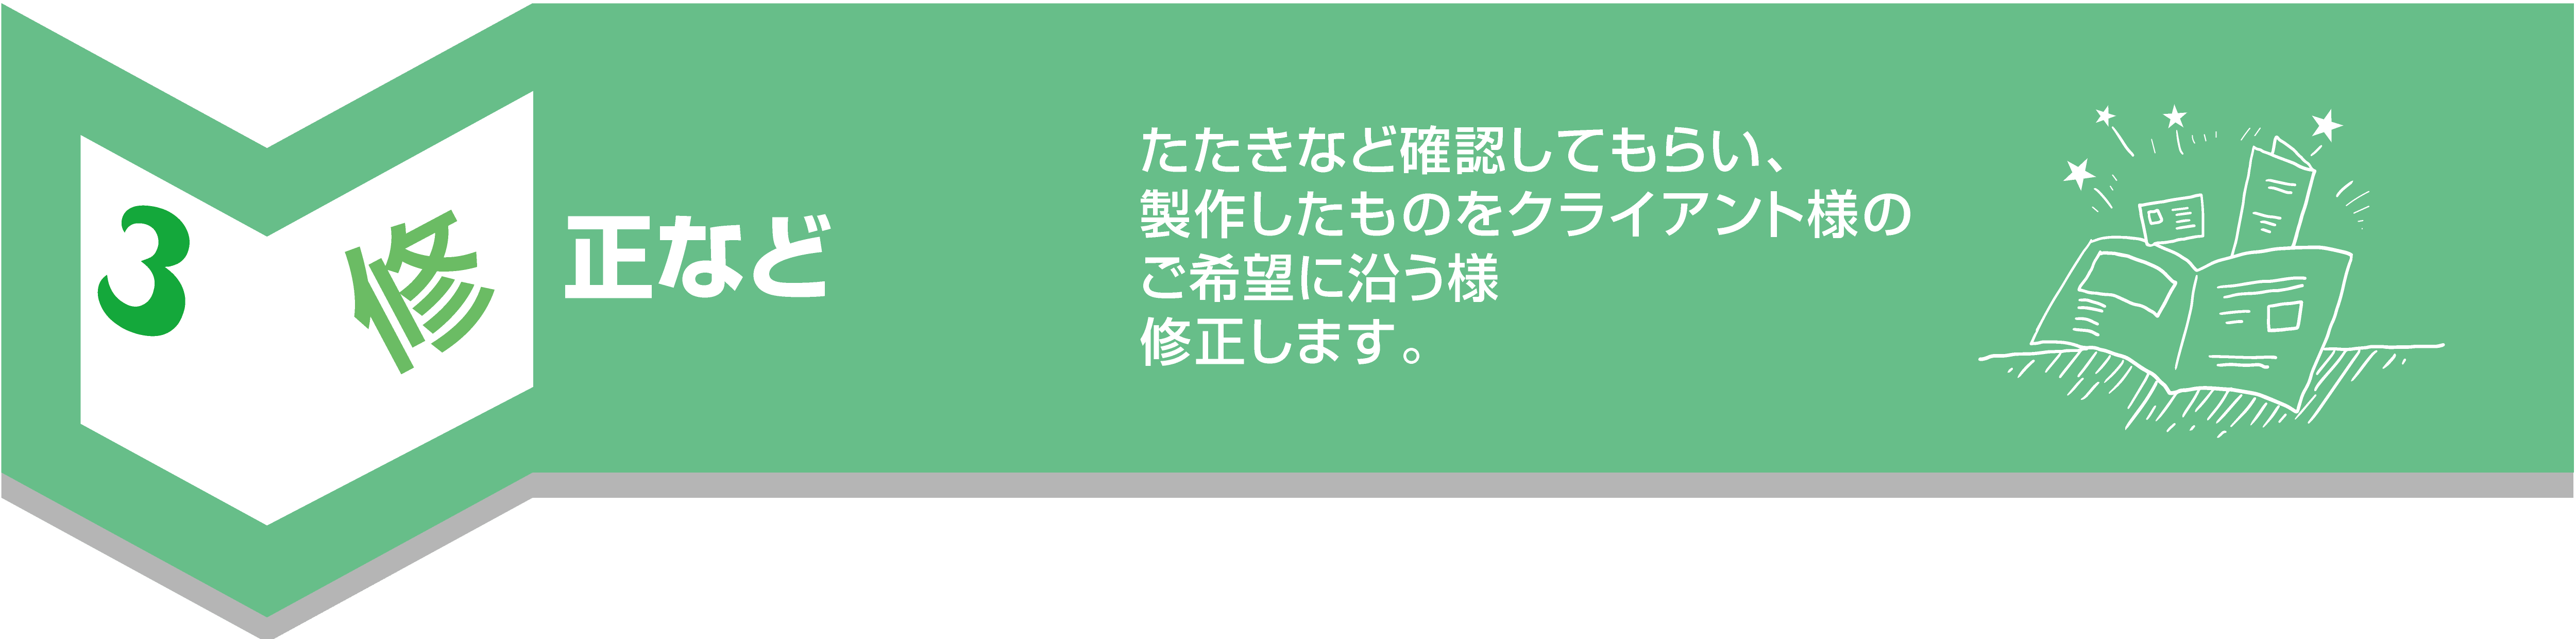 3
修正など
たたきなど確認してもらい、
製作したものをクライアント様の
ご希望に沿う様
修正します。